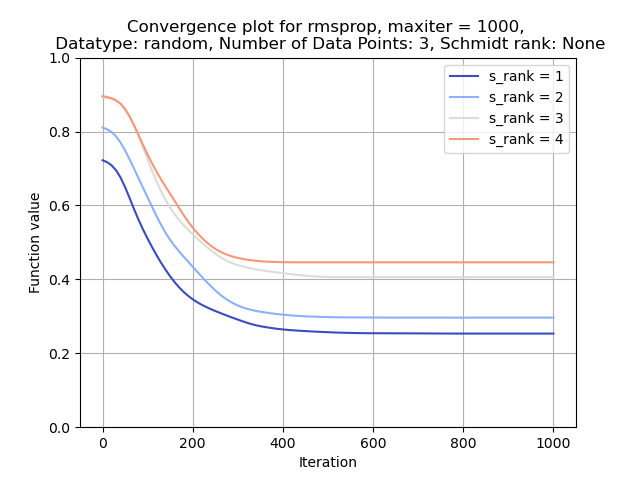 Convergence plot for rmsprop, maxiter = 1000,
Datatype: random, Number of Data Points: 3, Schmidt rank: None
1.0
0.8
0.6
0.4
0.2
0.0
Function value
s_rank = 1
s_rank = 2
s_rank = 3
s_rank = 4
0
200
400
600
800
1000
Iteration